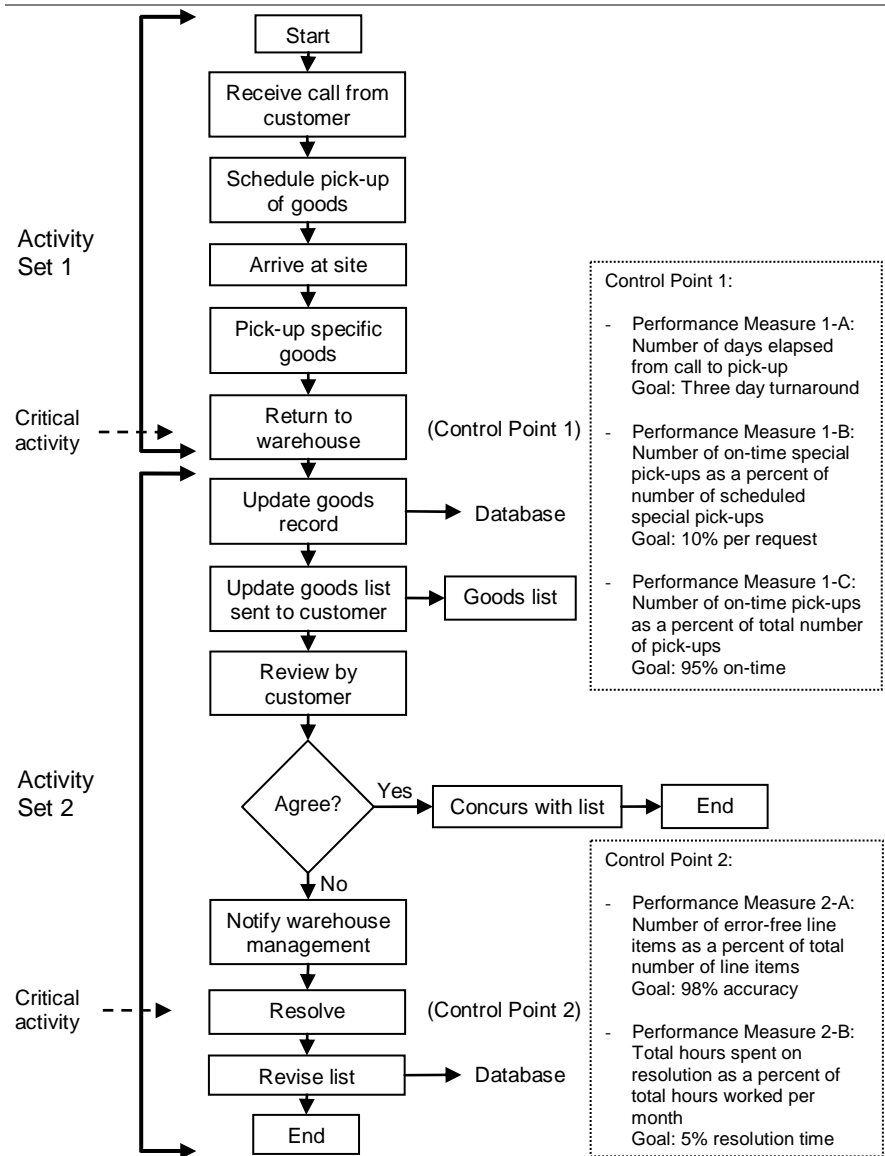 Start
Receive call from
customer
Schedule pick-up
of goods
Activity
Set 1
Arrive at site
Pick-up specific
goods
Critical
activity
Return to
warehouse
(Control Point 1)
Control Point 1:
- Performance Measure 1-A:
Number of days elapsed
from call to pick-up
Goal: Three day turnaround
- Performance Measure 1-B:
Number of on-time special
pick-ups as a percent of
number of scheduled
special pick-ups
Goal: 10% per request
- Performance Measure 1-C:
Number of on-time pick-ups
as a percent of total number
of pick-ups
Goal: 95% on-time
Update goods
record
Database
Update goods list
sent to customer
Goods list
Review by
customer
Activity
Set 2
Agree?
Yes
Concurs with list
End
No
Notify warehouse
management
Critical
activity
Resolve
(Control Point 2)
Revise list
Database
End
Control Point 2:
- Performance Measure 2-A:
Number of error-free line
items as a percent of total
number of line items
Goal: 98% accuracy
- Performance Measure 2-B:
Total hours spent on
resolution as a percent of
total hours worked per
month
Goal: 5% resolution time